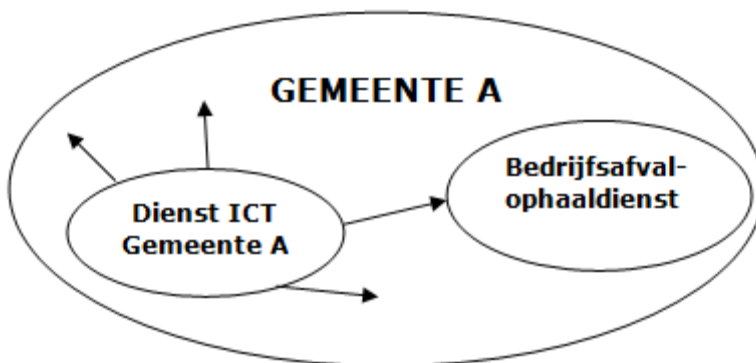 GEMEENTE A
Bedrijfsafval-
ophaaldienst
Dienst ICT
Gemeente A